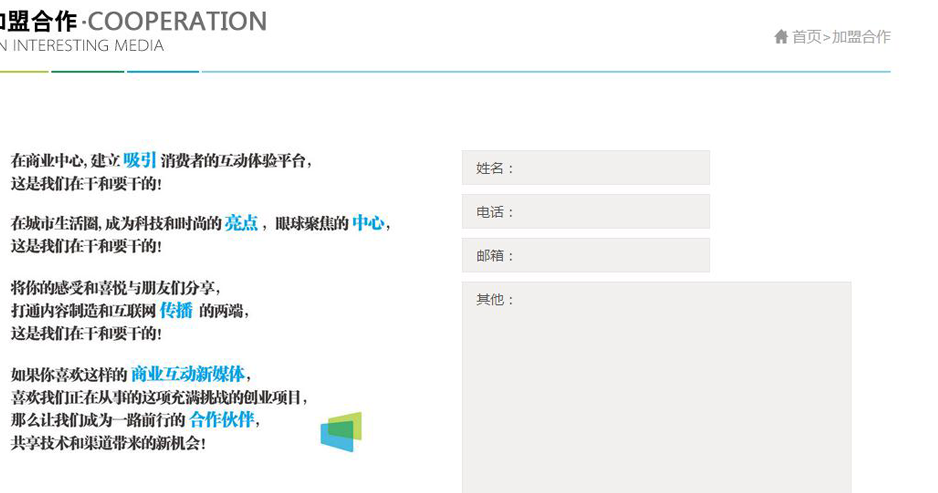 加盟合作·COOPERATION
N INTERESTING MEDIA
首页>加盟合作
在商业中心, 建立 吸引 消费者的互动体验平台,
这是我们在干和要干的!
在城市生活圈, 成为科技和时尚的 亮点 , 眼球聚焦的 中心,
这是我们在干和要干的!
将你的感受和喜悦与朋友们分享,
打通内容制造和互联网 传播 的两端,
这是我们在干和要干的!
如果你喜欢这样的 商业互动新媒体,
喜欢我们正在从事的这项充满挑战的创业项目,
那么让我们成为一路前行的 合作伙伴,
共享技术和渠道带来的新机会!
姓名：
电话：
邮箱：
其他：